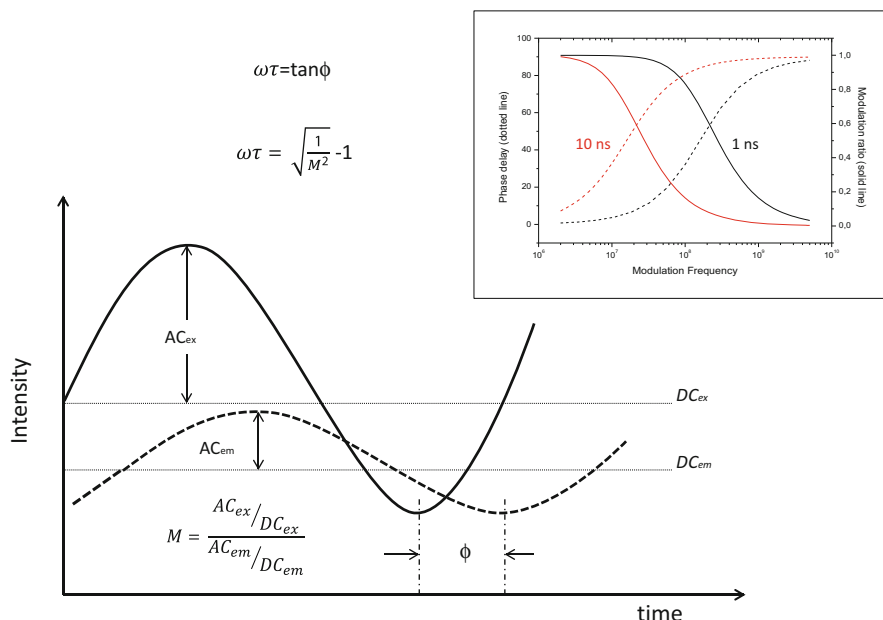 ωτ=tanϕ
ωτ = √(1/M²) -1
100
80
60
40
20
0
Phase delay (dotted line)
10 ns
1 ns
1,0
0,8
0,6
0,4
0,2
0,0
Modulation ratio (solid line)
10⁶ 10⁷ 10⁸ 10⁹ 10¹⁰
Modulation Frequency
Intensity
ACex
DCex
ACem
DCem
M = ACex/DCex
ACem/DCem
ϕ
time